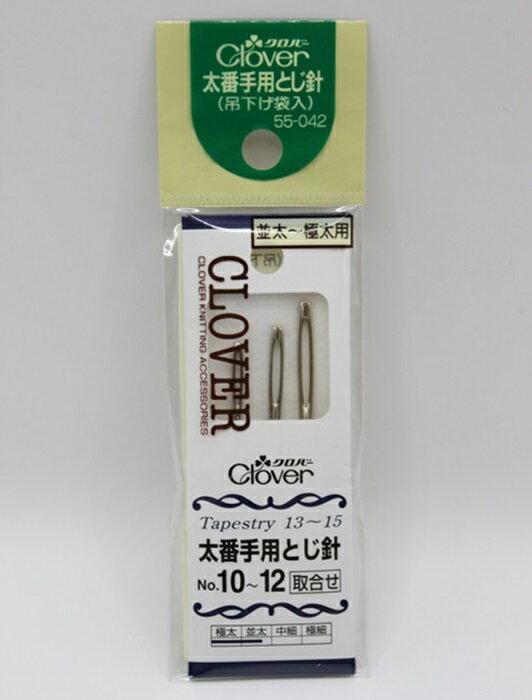 クロバー
Clover
太番手用とじ針
(吊下げ袋入)
55-042
並太〜極太用
CLOVER
CLOVER KNITTING ACCESSORIES
クロバー
Clover
Tapestry 13〜15
太番手用とじ針
No.10〜12 取合せ
極太 並太 中細 極細